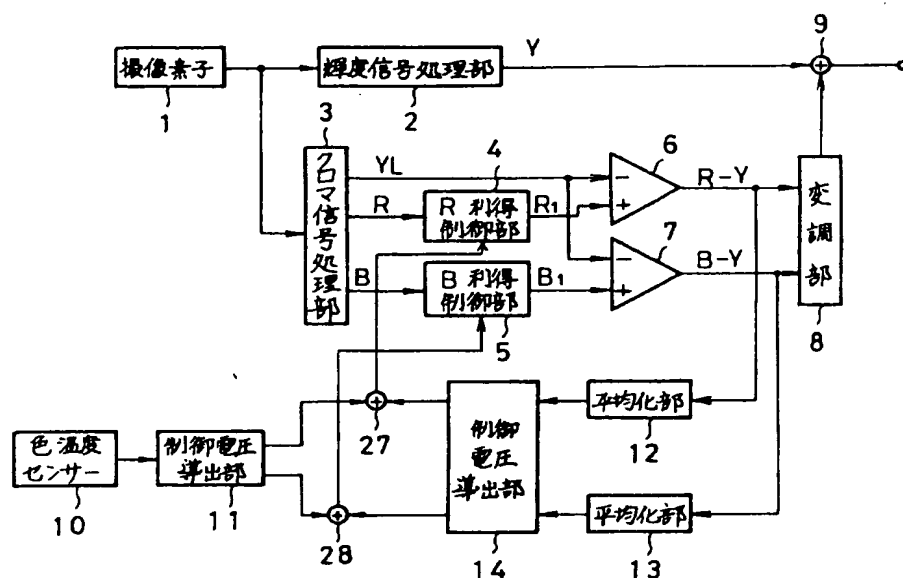 9
Y
撮像素子
輝度信号処理部
1
2
3
クロマ信号処理部
YL
4
6
R
R 利得
制御部
R1
R-Y
変調部
7
B
B 利得
制御部
B1
B-Y
5
8
27
制御
電圧
導出部
平均化部
12
色温度
センサー
制御電圧
導出部
10
11
28
14
平均化部
13